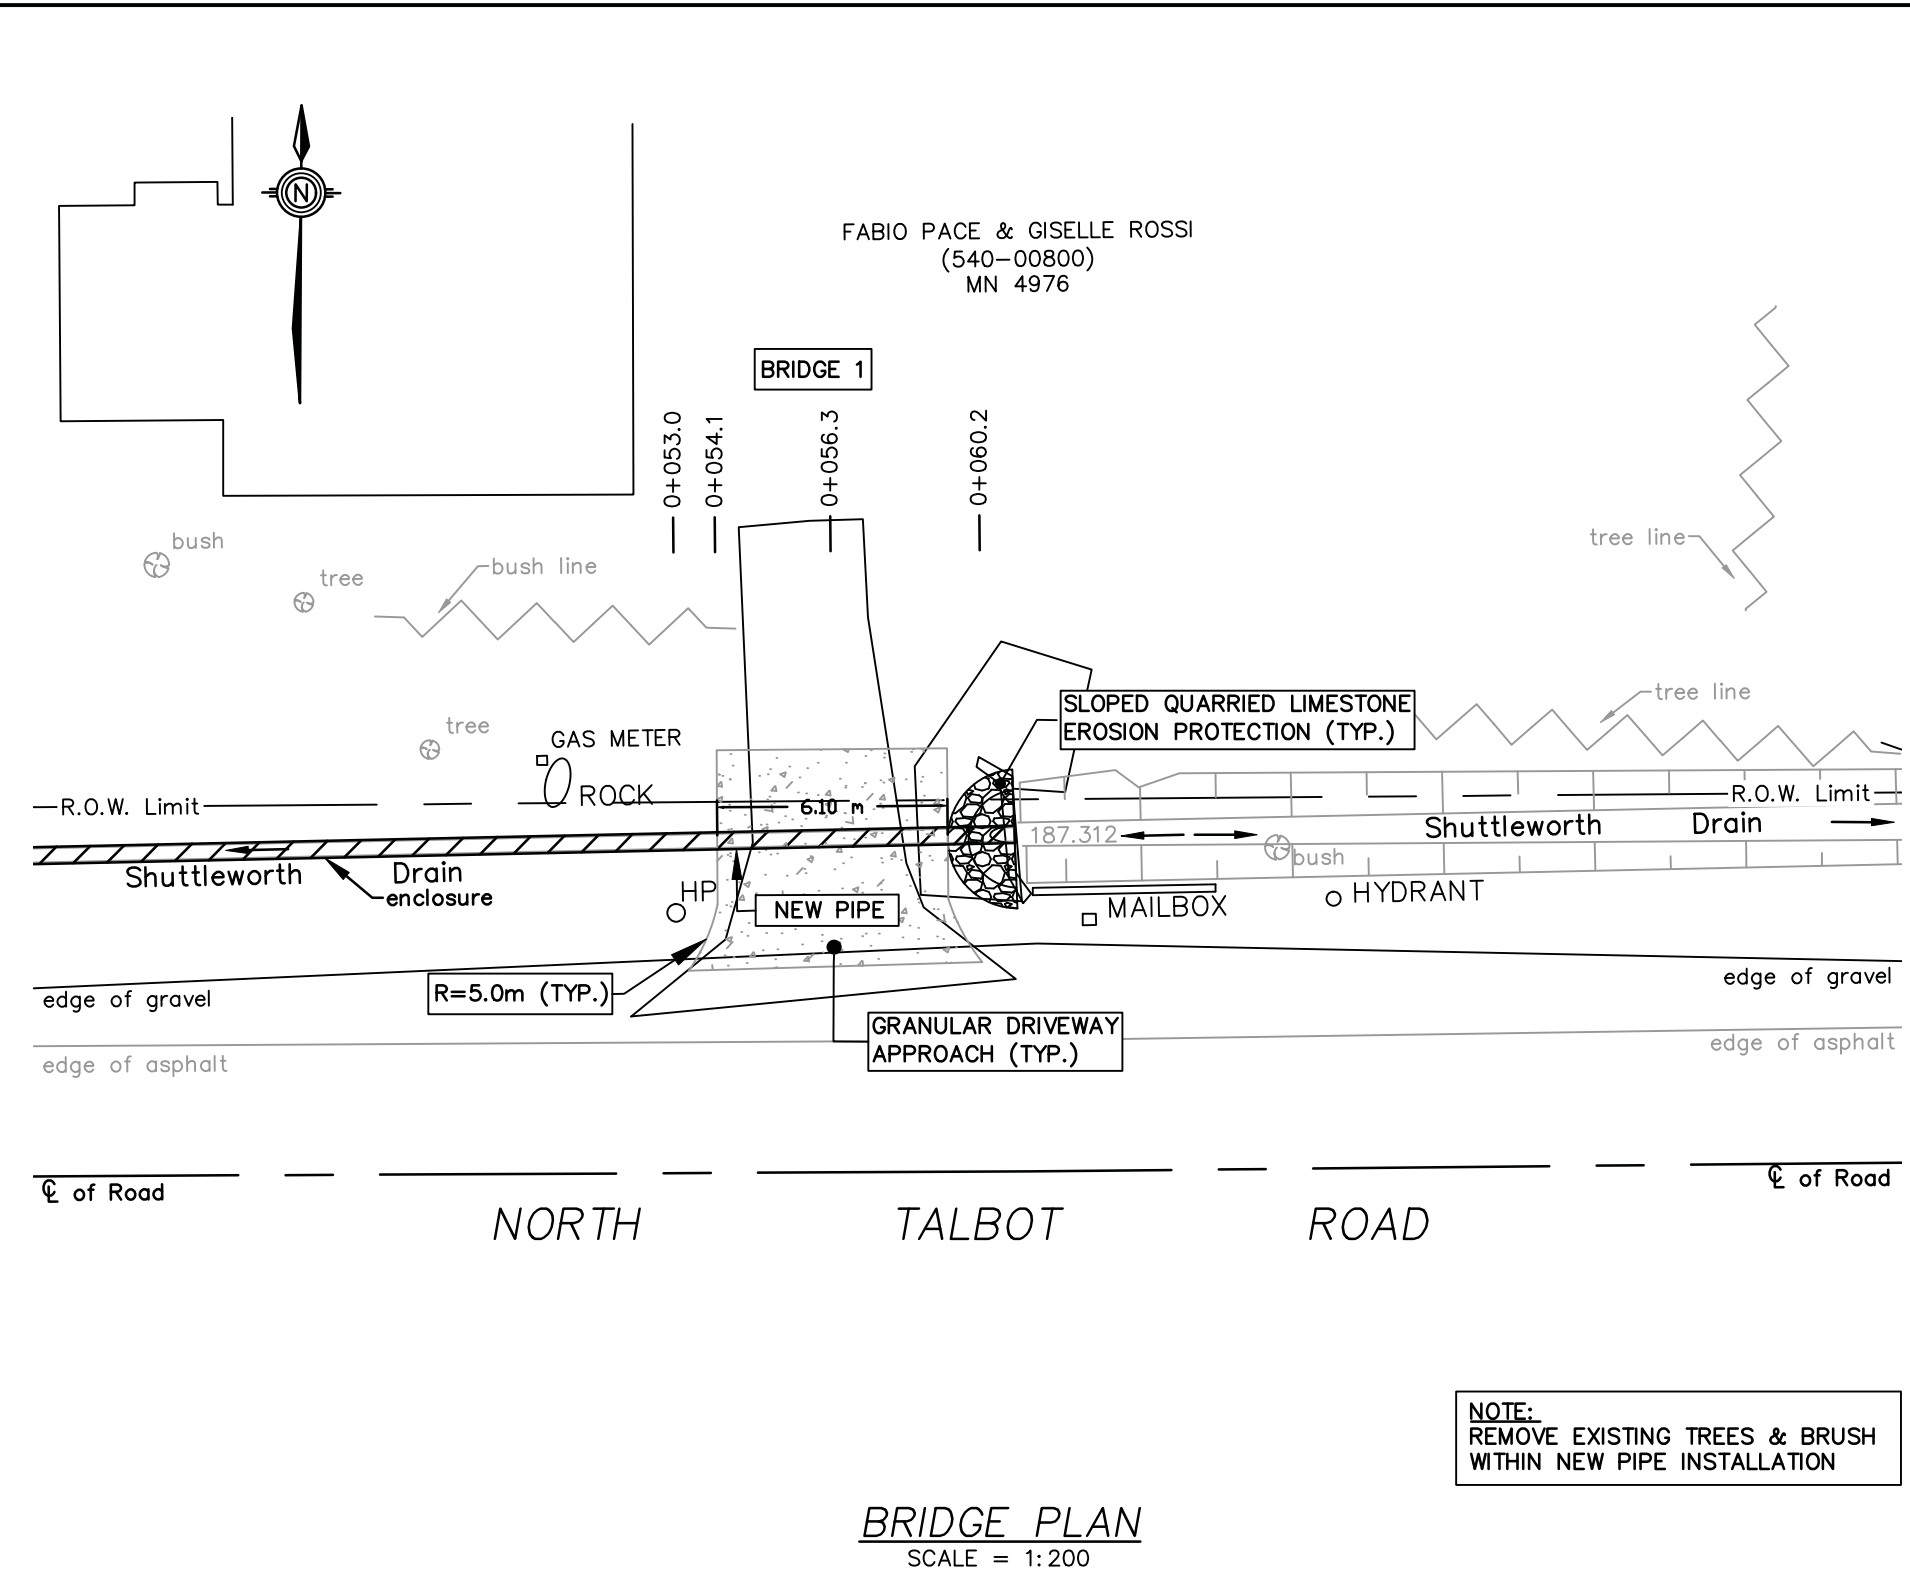 N
FABIO PACE & GISELLE ROSSI
(540-00800)
MN 4976
BRIDGE 1
0+053.0
0+054.1
0+056.3
0+060.2
bush
tree
bush line
tree line
tree
GAS METER
ROCK
SLOPED QUARRIED LIMESTONE
EROSION PROTECTION (TYP.)
tree line
R.O.W. Limit
6.10 m
R.O.W. Limit
187.312
Shuttleworth Drain
bush
Shuttleworth Drain
enclosure
HP
NEW PIPE
MAILBOX
HYDRANT
edge of gravel
R=5.0m (TYP.)
edge of gravel
GRANULAR DRIVEWAY
APPROACH (TYP.)
edge of asphalt
edge of asphalt
℄ of Road
℄ of Road
NORTH TALBOT ROAD
NOTE:
REMOVE EXISTING TREES & BRUSH
WITHIN NEW PIPE INSTALLATION
BRIDGE PLAN
SCALE = 1:200